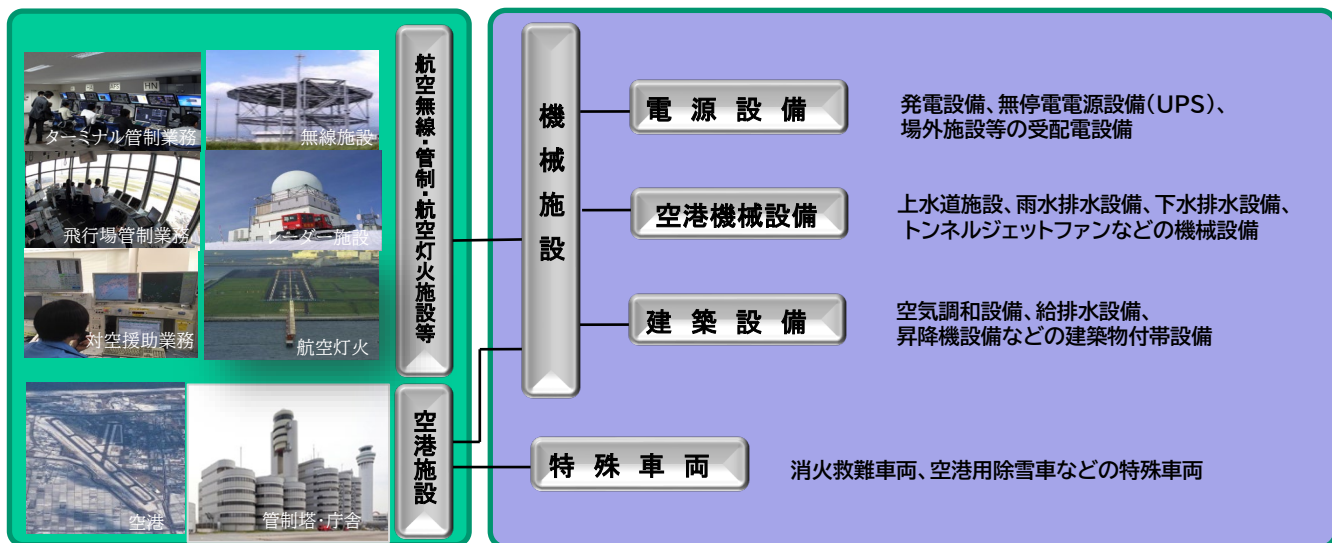 ターミナル管制業務
無線施設
飛行場管制業務
レーダー施設
対空援助業務
航空灯火
空港
管制塔・庁舎
航空無線・管制・航空灯火施設等
空港施設
機械施設
電源設備
発電設備、無停電電源設備(UPS)、
場外施設等の受配電設備
空港機械設備
上水道施設、雨水排水設備、下水排水設備、
トンネルジェットファンなどの機械設備
建築設備
空気調和設備、給排水設備、
昇降機設備などの建築物付帯設備
特殊車両
消火救難車両、空港用除雪車などの特殊車両